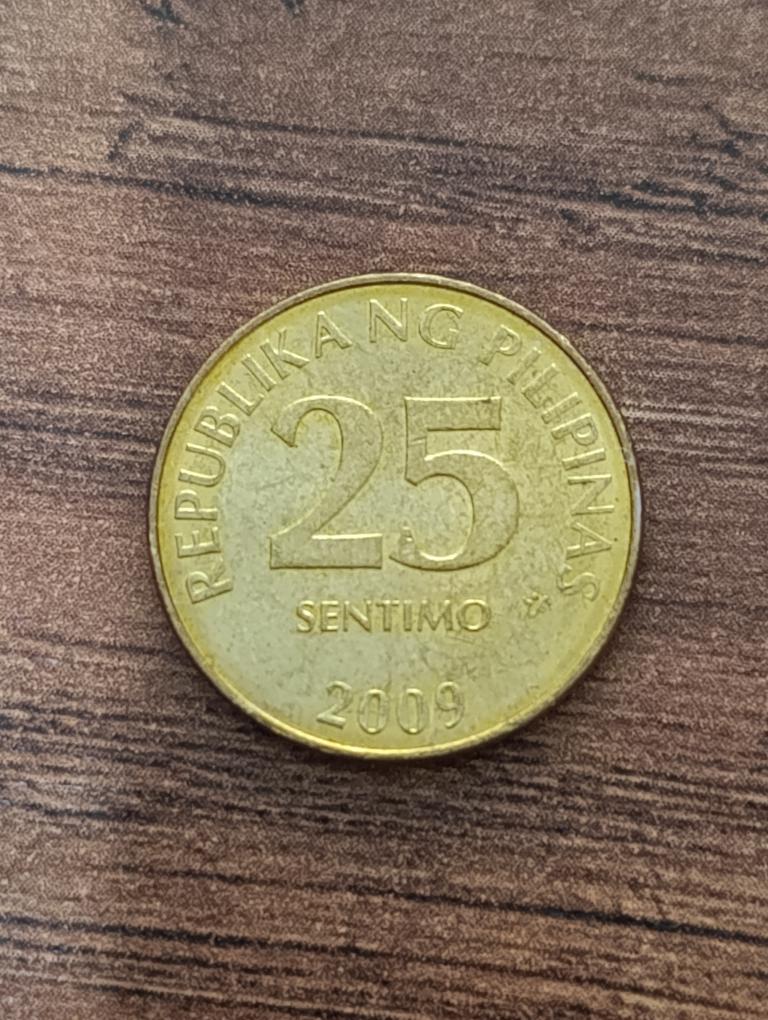 REPUBLIKA NG PILIPINAS
25
SENTIMO
2009